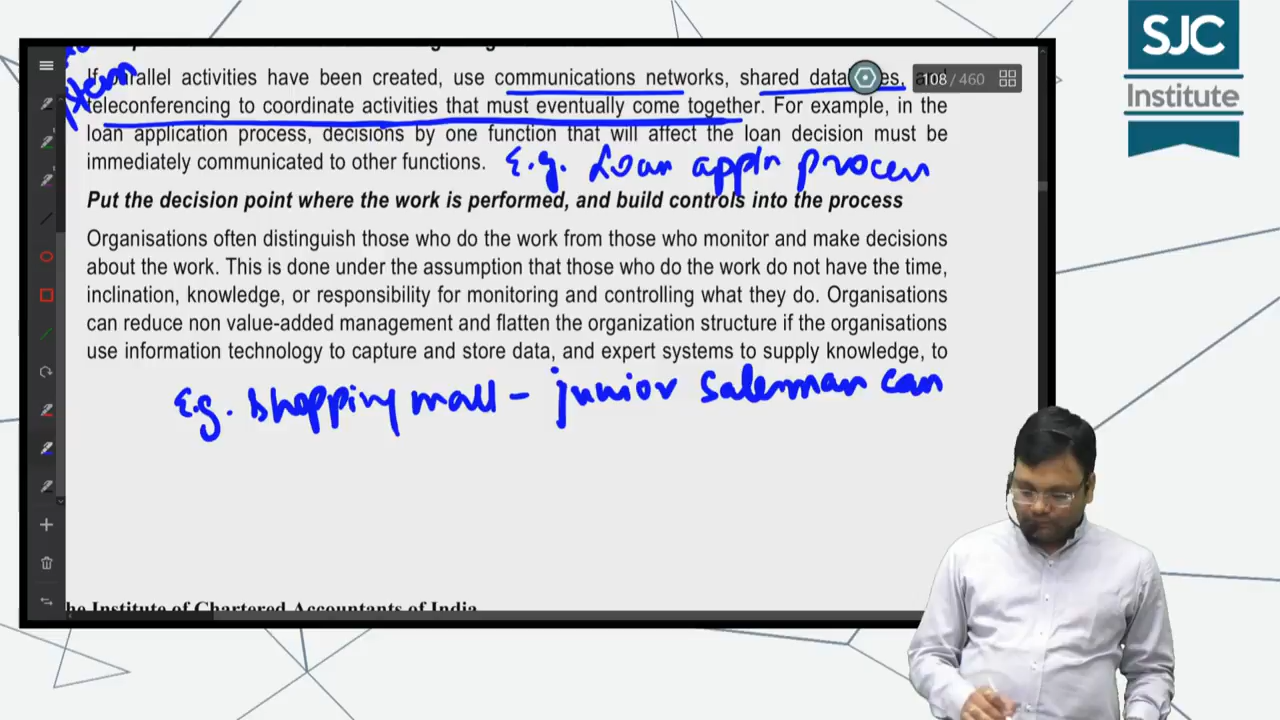 SJC
Institute
108 / 460
If parallel activities have been created, use communications networks, shared data
teleconferencing to coordinate activities that must eventually come together. For example, in the
loan application process, decisions by one function that will affect the loan decision must be
immediately communicated to other functions. E.g. Loan appln process
Put the decision point where the work is performed, and build controls into the process
Organisations often distinguish those who do the work from those who monitor and make decisions
about the work. This is done under the assumption that those who do the work do not have the time,
inclination, knowledge, or responsibility for monitoring and controlling what they do. Organisations
can reduce non value-added management and flatten the organization structure if the organisations
use information technology to capture and store data, and expert systems to supply knowledge, to
E.g. Shopping mall – junior salesman can
he Institute of Chartered Accountants of India